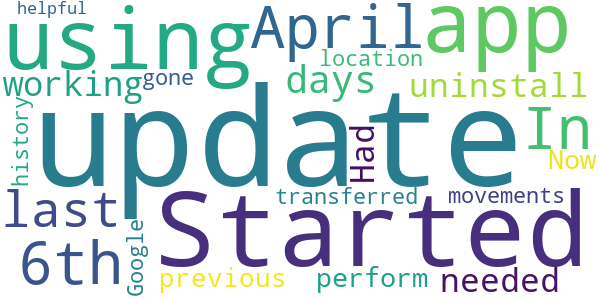 helpful
using
April
app
working
gone
location
days
uninstall
history
update
Had
In
Now
last
Started
transferred
movements
6th
Google
previous
perform
needed